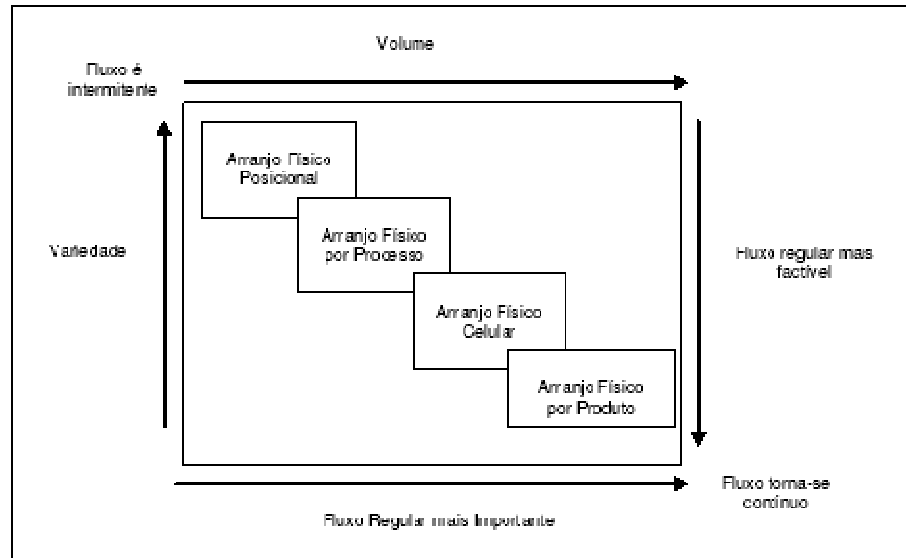 Volume
Fluxo é
intermitente
Arranjo Físico
Posicional
Variedade
Arranjo Físico
por Processo
Fluxo regular mais
factível
Arranjo Físico
Celular
Arranjo Físico
por Produto
Fluxo torna-se
contínuo
Fluxo Regular mais Importante